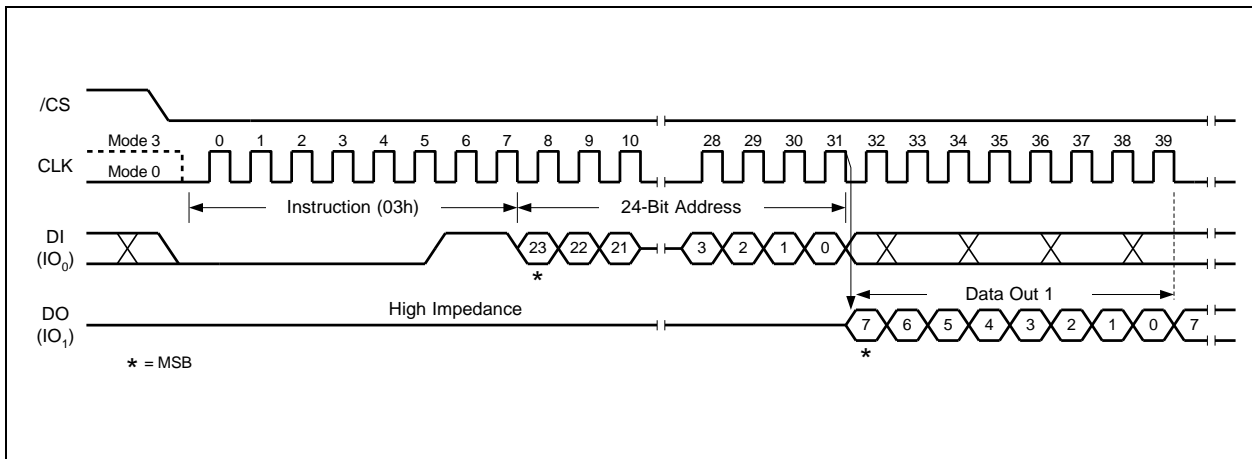 /CS
Mode 3 0 1 2 3 4 5 6 7 8 9 10 28 29 30 31 32 33 34 35 36 37 38 39
CLK
Mode 0
Instruction (03h) 24-Bit Address
DI
(IO0) 23 22 21 3 2 1 0
*
High Impedance Data Out 1
DO
(IO1) 7 6 5 4 3 2 1 0 7
*
* = MSB